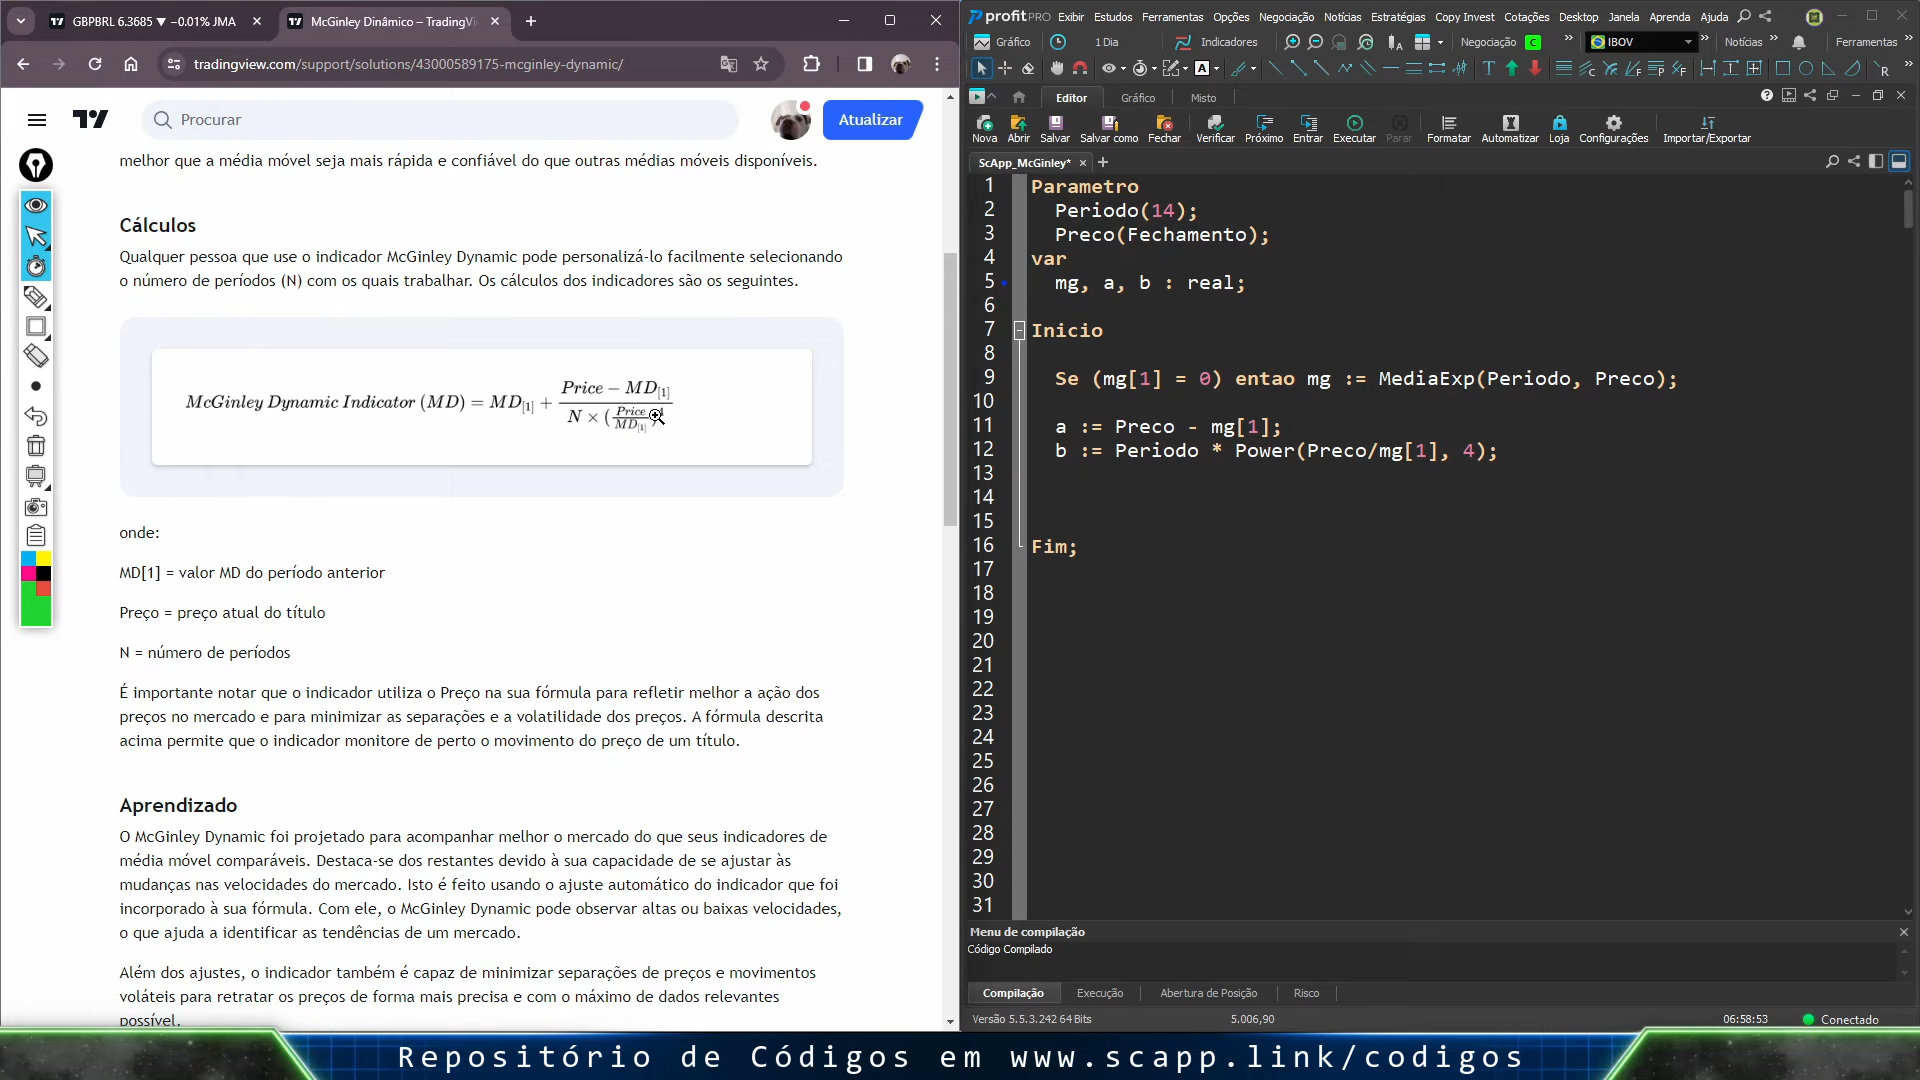 GBPBRL 6.3685 ▼ −0.01% JMA
McGinley Dinâmico – TradingVi
tradingview.com/support/solutions/43000589175-mcginley-dynamic/
Procurar
Atualizar
melhor que a média móvel seja mais rápida e confiável do que outras médias móveis disponíveis.
Cálculos
Qualquer pessoa que use o indicador McGinley Dynamic pode personalizá-lo facilmente selecionando
o número de períodos (N) com os quais trabalhar. Os cálculos dos indicadores são os seguintes.
McGinley Dynamic Indicator (MD) = MD[1] +
Price − MD[1]
N × (
Price
MD[1]
onde:
MD[1] = valor MD do período anterior
Preço = preço atual do título
N = número de períodos
É importante notar que o indicador utiliza o Preço na sua fórmula para refletir melhor a ação dos
preços no mercado e para minimizar as separações e a volatilidade dos preços. A fórmula descrita
acima permite que o indicador monitore de perto o movimento do preço de um título.
Aprendizado
O McGinley Dynamic foi projetado para acompanhar melhor o mercado do que seus indicadores de
média móvel comparáveis. Destaca-se dos restantes devido à sua capacidade de se ajustar às
mudanças nas velocidades do mercado. Isto é feito usando o ajuste automático do indicador que foi
incorporado à sua fórmula. Com ele, o McGinley Dynamic pode observar altas ou baixas velocidades,
o que ajuda a identificar as tendências de um mercado.
Além dos ajustes, o indicador também é capaz de minimizar separações de preços e movimentos
voláteis para retratar os preços de forma mais precisa e com o máximo de dados relevantes
possível.
profitPRO Exibir Estudos Ferramentas Opções Negociação Notícias Estratégias Copy Invest Cotações Desktop Janela Aprenda Ajuda
Gráfico 1 Dia Indicadores Negociação C IBOV Notícias Ferramentas
Editor Gráfico Misto
Nova Abrir Salvar Salvar como Fechar Verificar Próximo Entrar Executar Parar Formatar Automatizar Loja Configurações Importar/Exportar
ScApp_McGinley*
1 Parametro
2 Periodo(14);
3 Preco(Fechamento);
4 var
5 mg, a, b : real;
6
7 Inicio
8
9 Se (mg[1] = 0) entao mg := MediaExp(Periodo, Preco);
10
11 a := Preco - mg[1];
12 b := Periodo * Power(Preco/mg[1], 4);
13
14
15
16 Fim;
17
18
19
20
21
22
23
24
25
26
27
28
29
30
31
Menu de compilação
Código Compilado
Compilação Execução Abertura de Posição Risco
Versão 5.5.3.242 64 Bits 5.006,90 06:58:53 Conectado
Repositório de Códigos em www.scapp.link/codigos